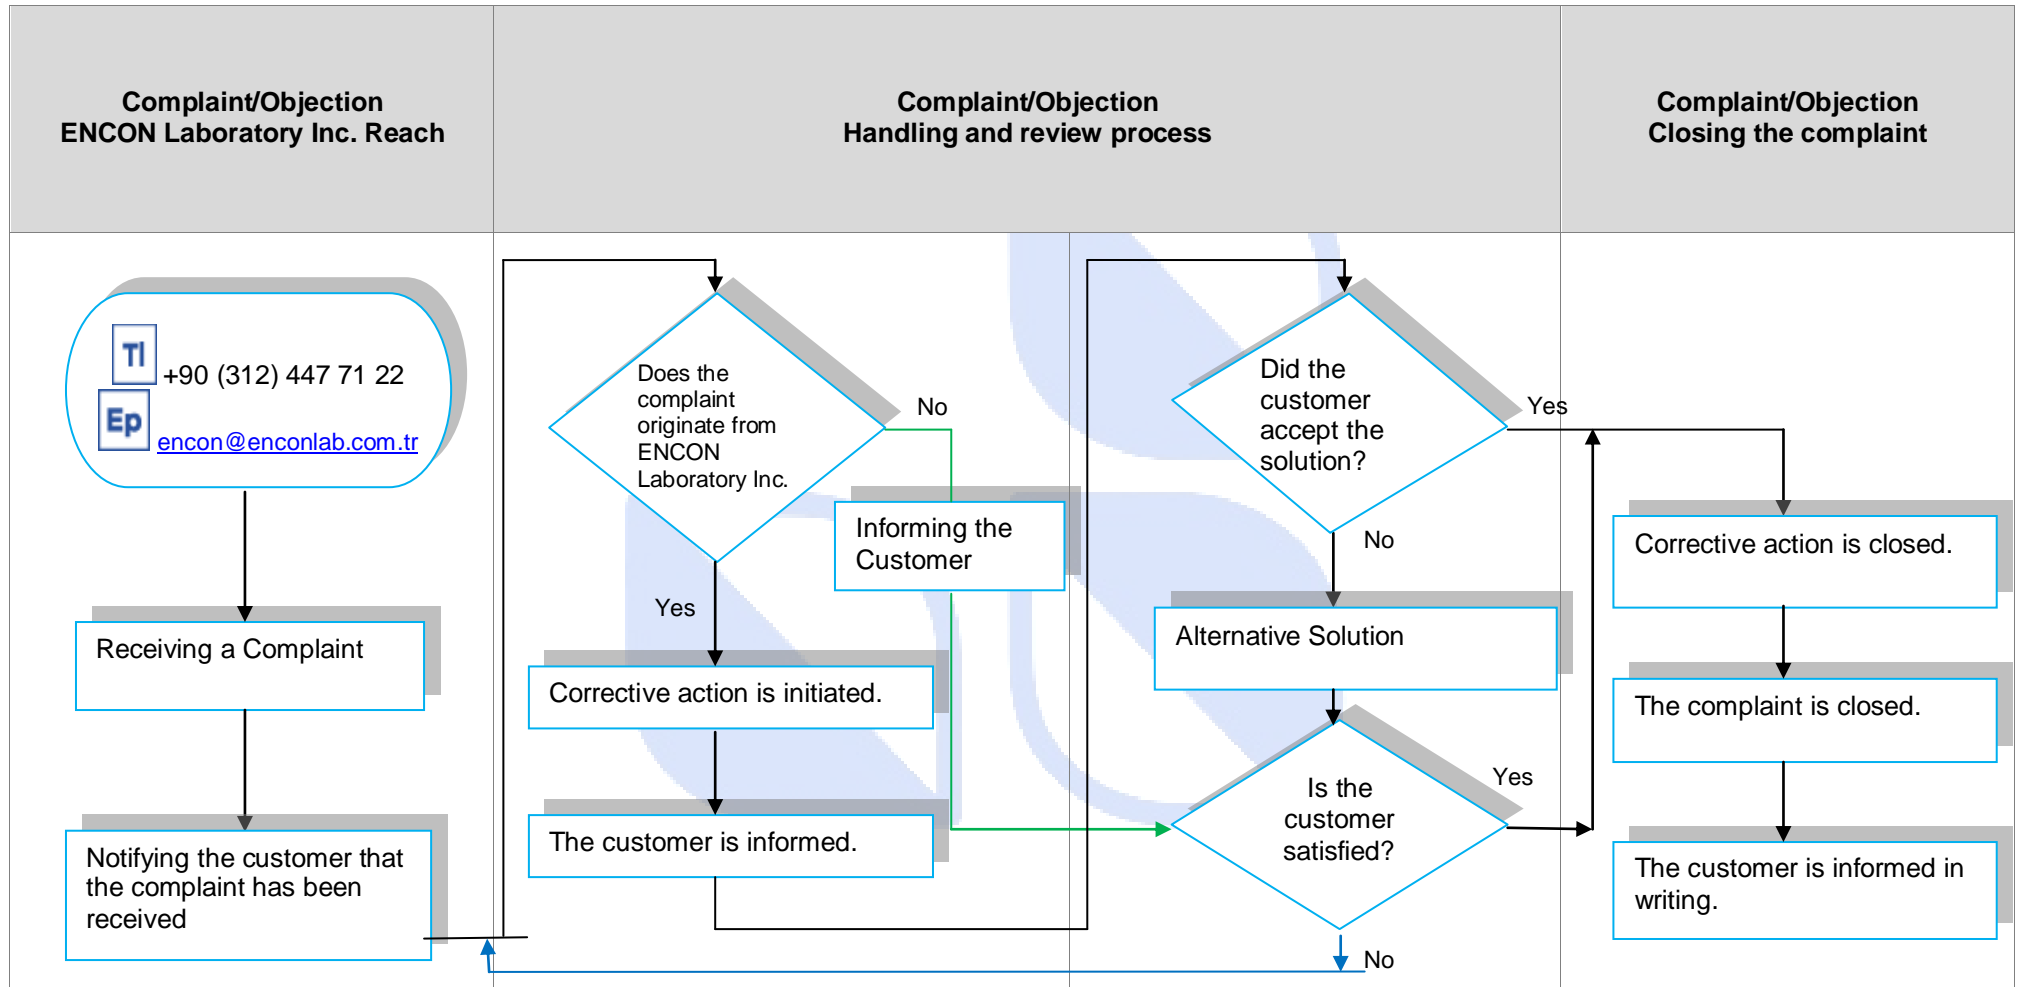 Complaint/Objection
ENCON Laboratory Inc. Reach
Complaint/Objection
Handling and review process
Complaint/Objection
Closing the complaint
Tl
+90 (312) 447 71 22
Ep
encon@enconlab.com.tr
Receiving a Complaint
Notifying the customer that
the complaint has been
received
Does the
complaint
originate from
ENCON
Laboratory Inc.
No
Informing the
Customer
Yes
Corrective action is initiated.
The customer is informed.
Did the
customer
accept the
solution?
Yes
No
Alternative Solution
Is the
customer
satisfied?
Yes
No
Corrective action is closed.
The complaint is closed.
The customer is informed in
writing.